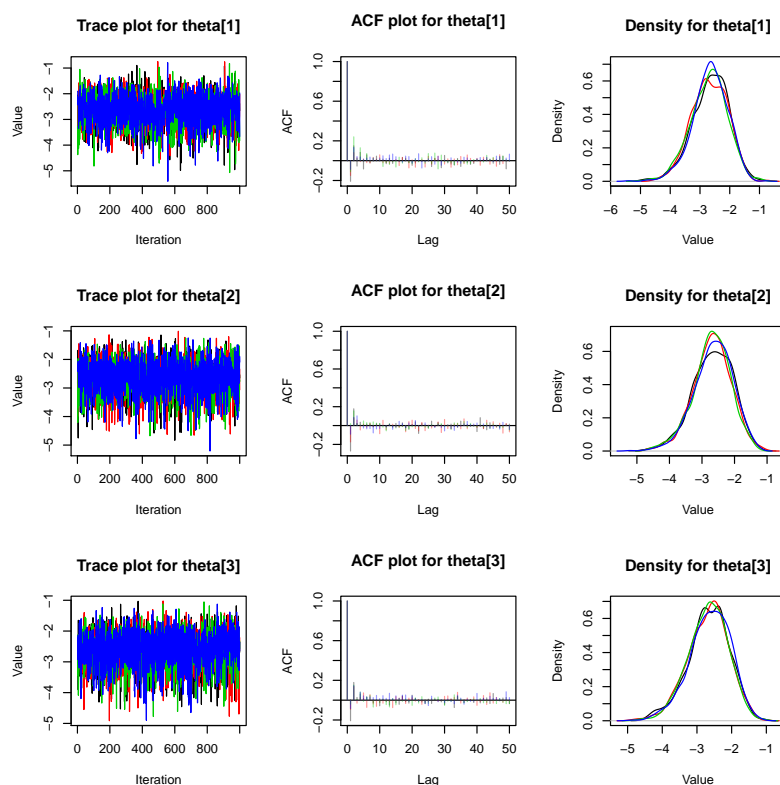 Trace plot for theta[1]
Value
-1
-2
-3
-4
-5
0 200 400 600 800
Iteration
ACF plot for theta[1]
ACF
1.0
0.6
0.2
−0.2
0 10 20 30 40 50
Lag
Density for theta[1]
Density
0.6
0.4
0.2
0.0
−6 −5 −4 −3 −2 −1
Value
Trace plot for theta[2]
Value
-1
-2
-3
-4
-5
0 200 400 600 800
Iteration
ACF plot for theta[2]
ACF
1.0
0.6
0.2
−0.2
0 10 20 30 40 50
Lag
Density for theta[2]
Density
0.6
0.4
0.2
0.0
−5 −4 −3 −2 −1
Value
Trace plot for theta[3]
Value
-1
-2
-3
-4
-5
0 200 400 600 800
Iteration
ACF plot for theta[3]
ACF
1.0
0.6
0.2
−0.2
0 10 20 30 40 50
Lag
Density for theta[3]
Density
0.6
0.4
0.2
0.0
−5 −4 −3 −2 −1
Value